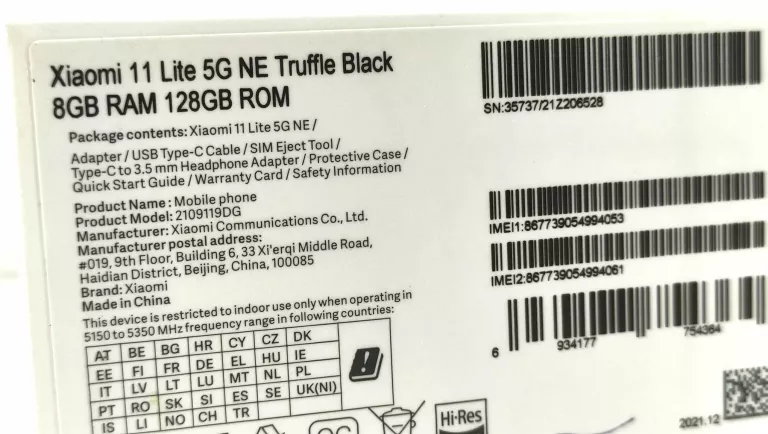 Xiaomi 11 Lite 5G NE Truffle Black
8GB RAM 128GB ROM
Package contents: Xiaomi 11 Lite 5G NE /
Adapter / USB Type-C Cable / SIM Eject Tool /
Type-C to 3.5 mm Headphone Adapter / Protective Case /
Quick Start Guide / Warranty Card / Safety Information
Product Name : Mobile phone
Product Model: 2109119DG
Manufacturer: Xiaomi Communications Co., Ltd.
Manufacturer postal address:
#019, 9th Floor, Building 6, 33 Xi'erqi Middle Road,
Haidian District, Beijing, China, 100085
Brand: Xiaomi
Made in China
This device is restricted to indoor use only when operating in
5150 to 5350 MHz frequency range in following countries:
AT BE BG HR CY CZ DK
EE FI FR DE EL HU IE
IT LV LT LU MT NL PL
PT RO SK SI ES SE UK(NI)
IS LI NO CH TR
SN:35737/21Z206528
IMEI1:867739054994053
IMEI2:867739054994061
6 934177 754364
Hi-Res
2021.12